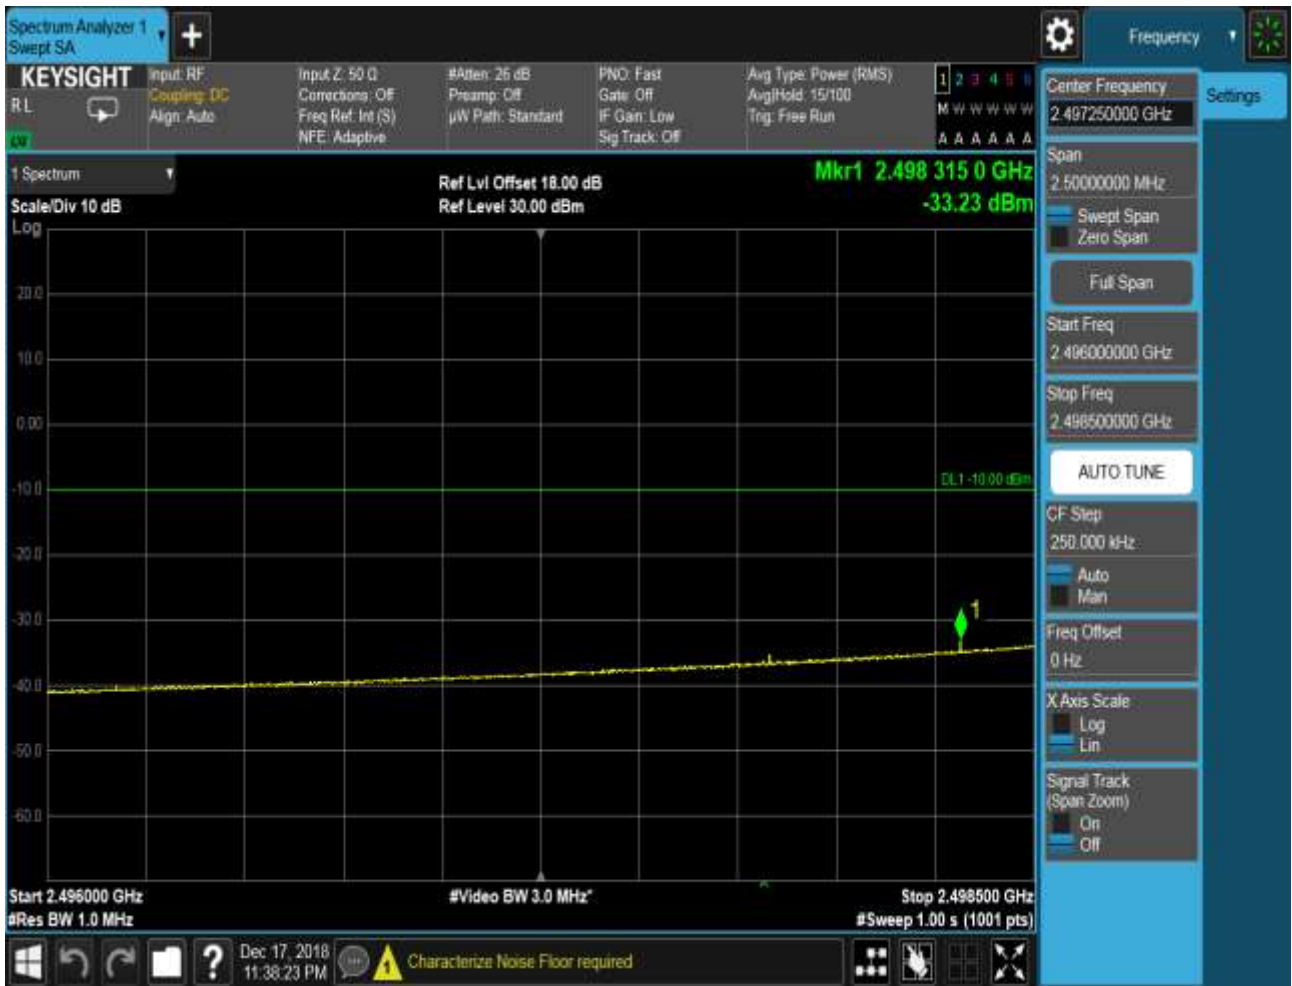 Spectrum Analyzer 1
Swept SA
+
Frequency
KEYSIGHT
RL
LXI
Input: RF
Coupling: DC
Align: Auto
Input Z: 50 Ω
Corrections: Off
Freq Ref: Int (S)
NFE: Adaptive
#Atten: 26 dB
Preamp: Off
µW Path: Standard
PNO: Fast
Gate: Off
IF Gain: Low
Sig Track: Off
Avg Type: Power (RMS)
Avg|Hold: 15/100
Trig: Free Run
1 2 3 4 5 6
M W W W W W
A A A A A A
1 Spectrum
Scale/Div 10 dB
Log
Ref Lvl Offset 18.00 dB
Ref Level 30.00 dBm
Mkr1 2.498 315 0 GHz
-33.23 dBm
20.0
10.0
0.00
-10.0
-20.0
-30.0
-40.0
-50.0
-60.0
DL1 -10.00 dBm
1
Start 2.496000 GHz
#Res BW 1.0 MHz
#Video BW 3.0 MHz*
Stop 2.498500 GHz
#Sweep 1.00 s (1001 pts)
Center Frequency
2.497250000 GHz
Settings
Span
2.50000000 MHz
Swept Span
Zero Span
Full Span
Start Freq
2.496000000 GHz
Stop Freq
2.498500000 GHz
AUTO TUNE
CF Step
250.000 kHz
Auto
Man
Freq Offset
0 Hz
X Axis Scale
Log
Lin
Signal Track
(Span Zoom)
On
Off
?
Dec 17, 2018
11:38:23 PM
1
Characterize Noise Floor required